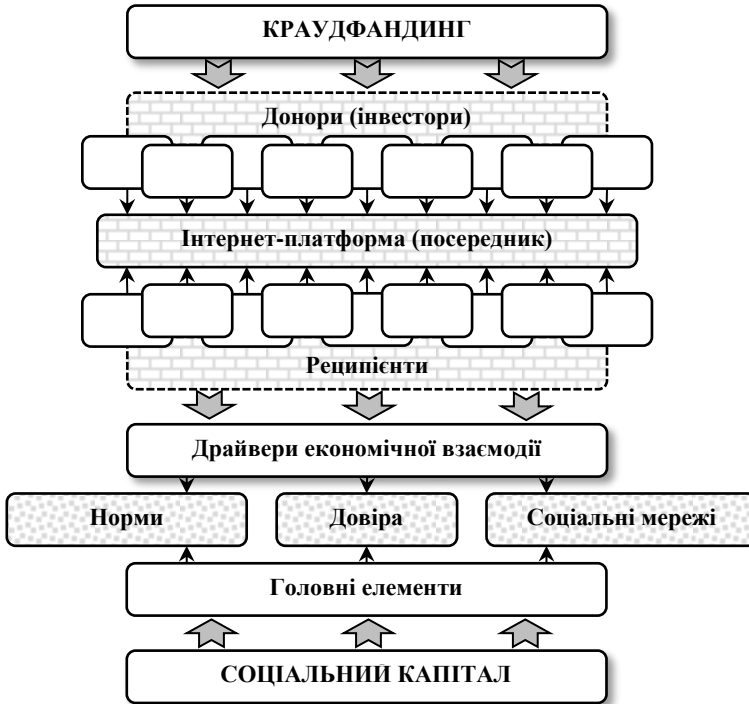 КРАУДФАНДИНГ
Донори (інвестори)
Інтернет-платформа (посередник)
Реципієнти
Драйвери економічної взаємодії
Норми
Довіра
Соціальні мережі
Головні елементи
СОЦІАЛЬНИЙ КАПІТАЛ